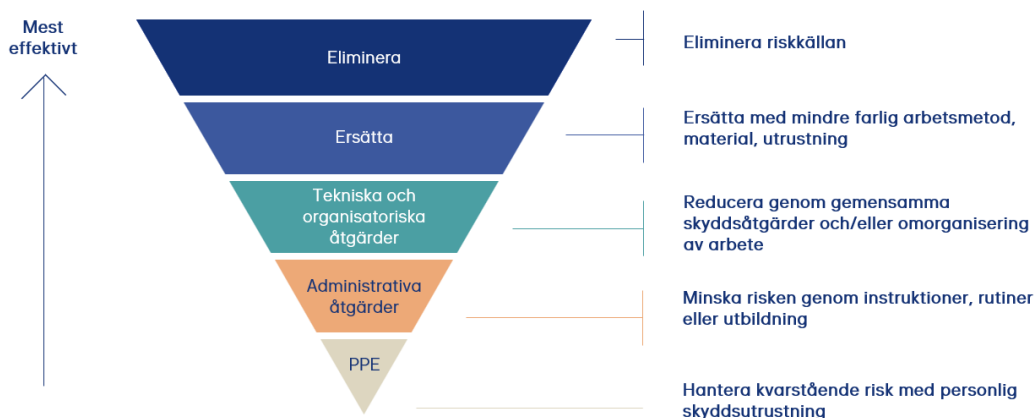 Mest
effektivt
Eliminera
Eliminera riskkällan
Ersätta
Ersätta med mindre farlig arbetsmetod,
material, utrustning
Tekniska och
organisatoriska
åtgärder
Reducera genom gemensamma
skyddsåtgärder och/eller omorganisering
av arbete
Administrativa
åtgärder
Minska risken genom instruktioner, rutiner
eller utbildning
PPE
Hantera kvarstående risk med personlig
skyddsutrustning